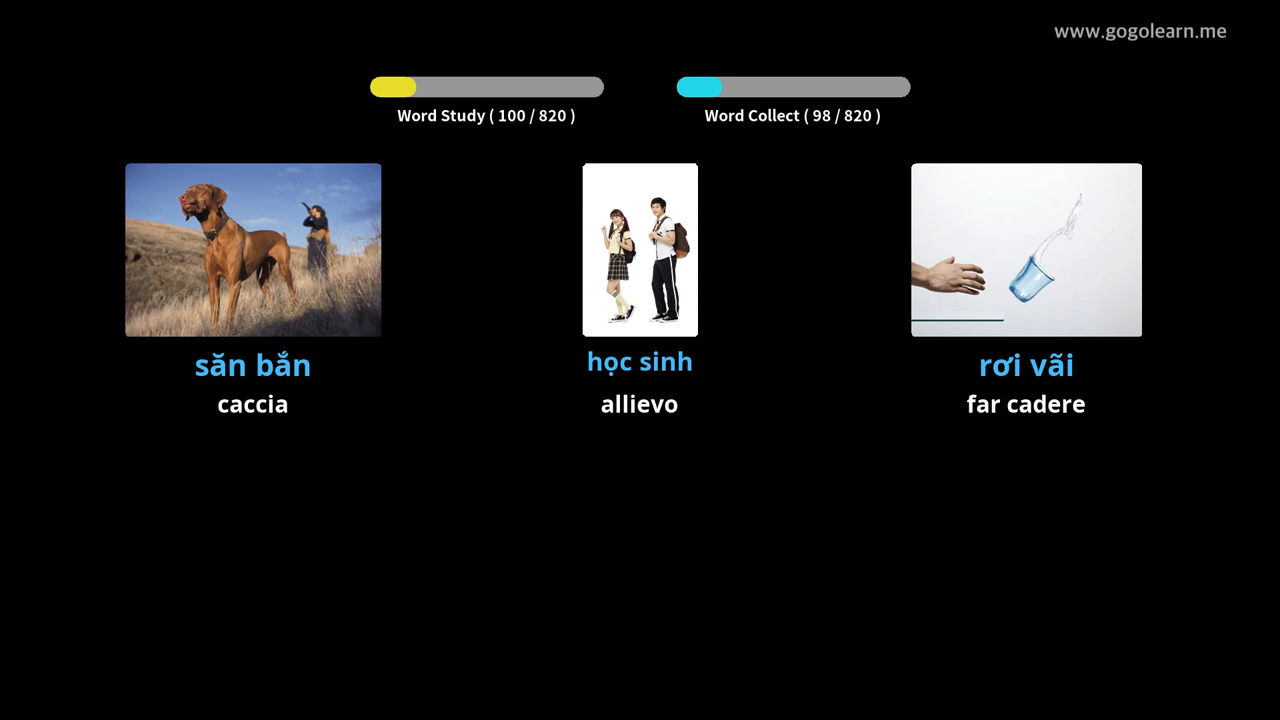 www.gogolearn.me
Word Study ( 100 / 820 )
Word Collect ( 98 / 820 )
săn bắn
caccia
học sinh
allievo
rơi vãi
far cadere